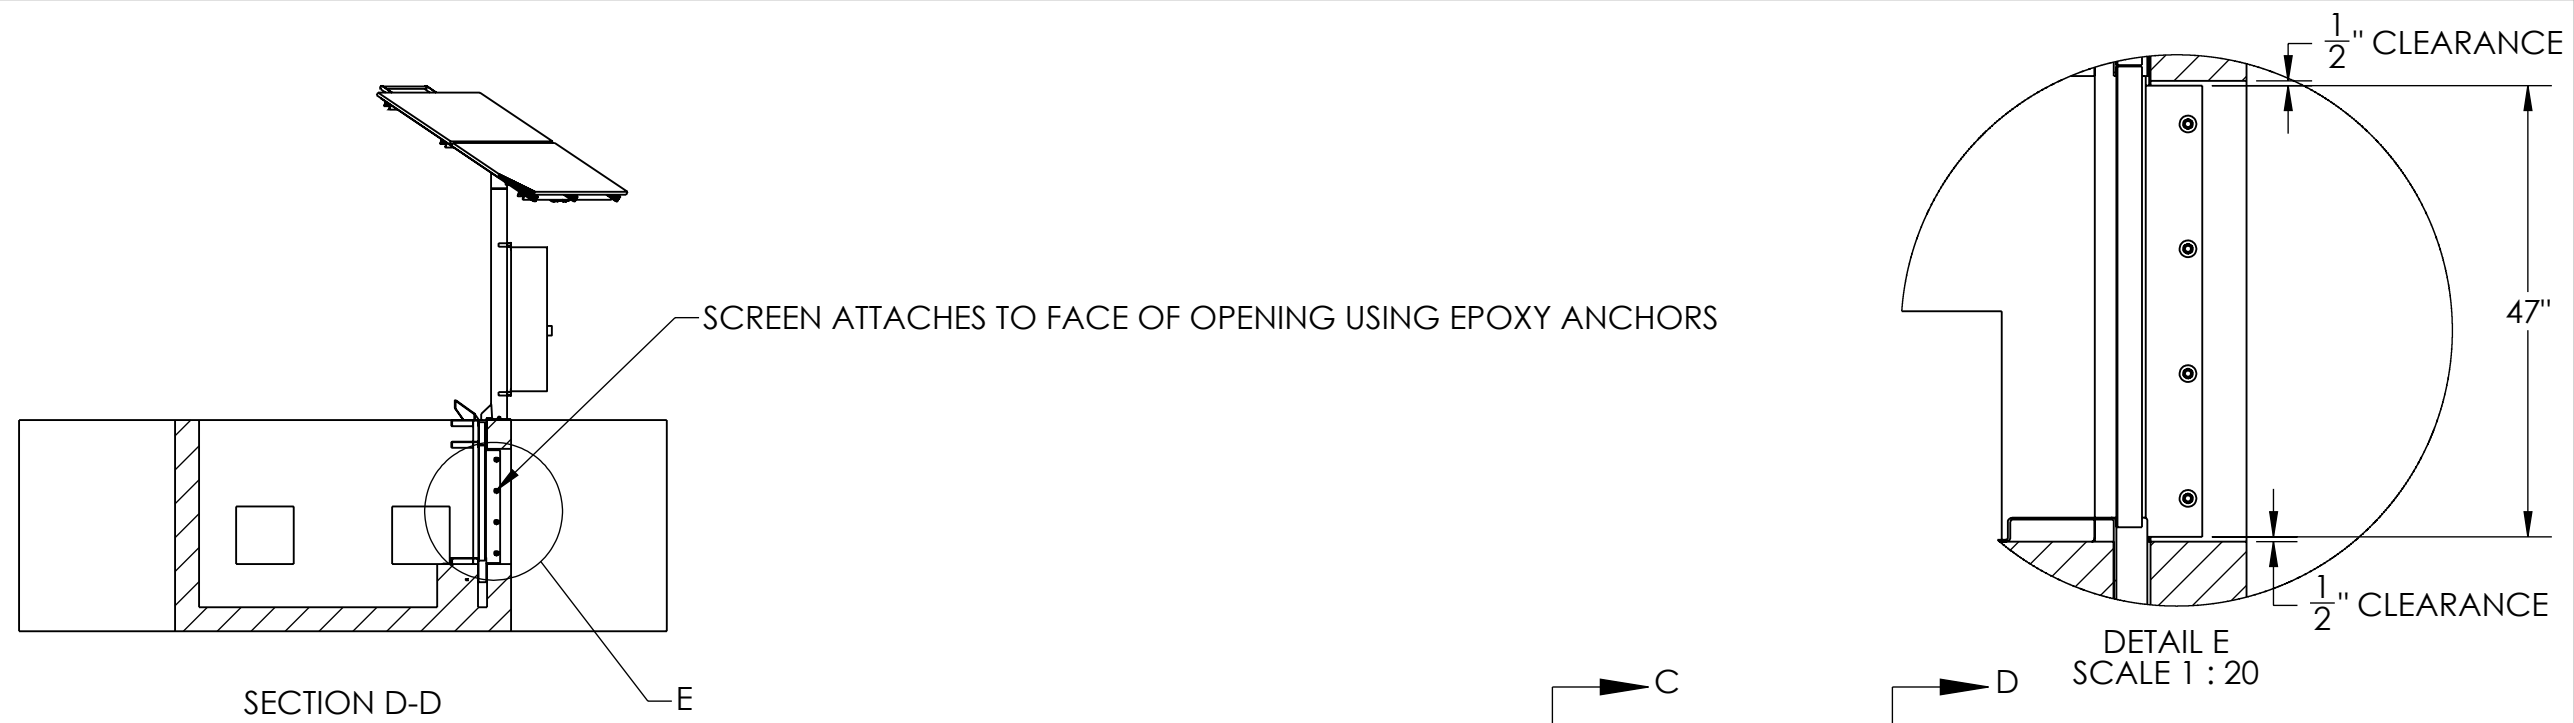 SCREEN ATTACHES TO FACE OF OPENING USING EPOXY ANCHORS
SECTION D-D
E
1/2" CLEARANCE
47"
1/2" CLEARANCE
DETAIL E
SCALE 1 : 20
C
D